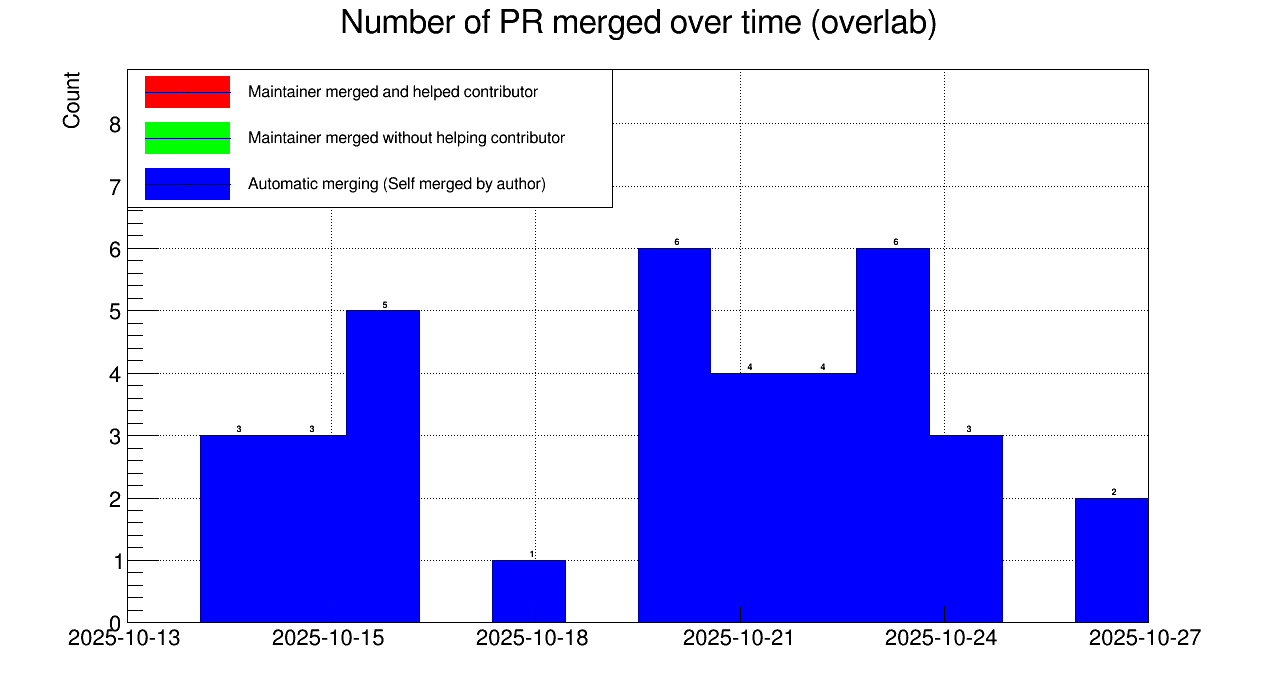 Number of PR merged over time (overlab)
Count
Maintainer merged and helped contributor
Maintainer merged without helping contributor
Automatic merging (Self merged by author)
8
7
6
5
4
3
2
1
0
3 3 5 1 6 4 4 6 3 2
2025-10-13 2025-10-15 2025-10-18 2025-10-21 2025-10-24 2025-10-27